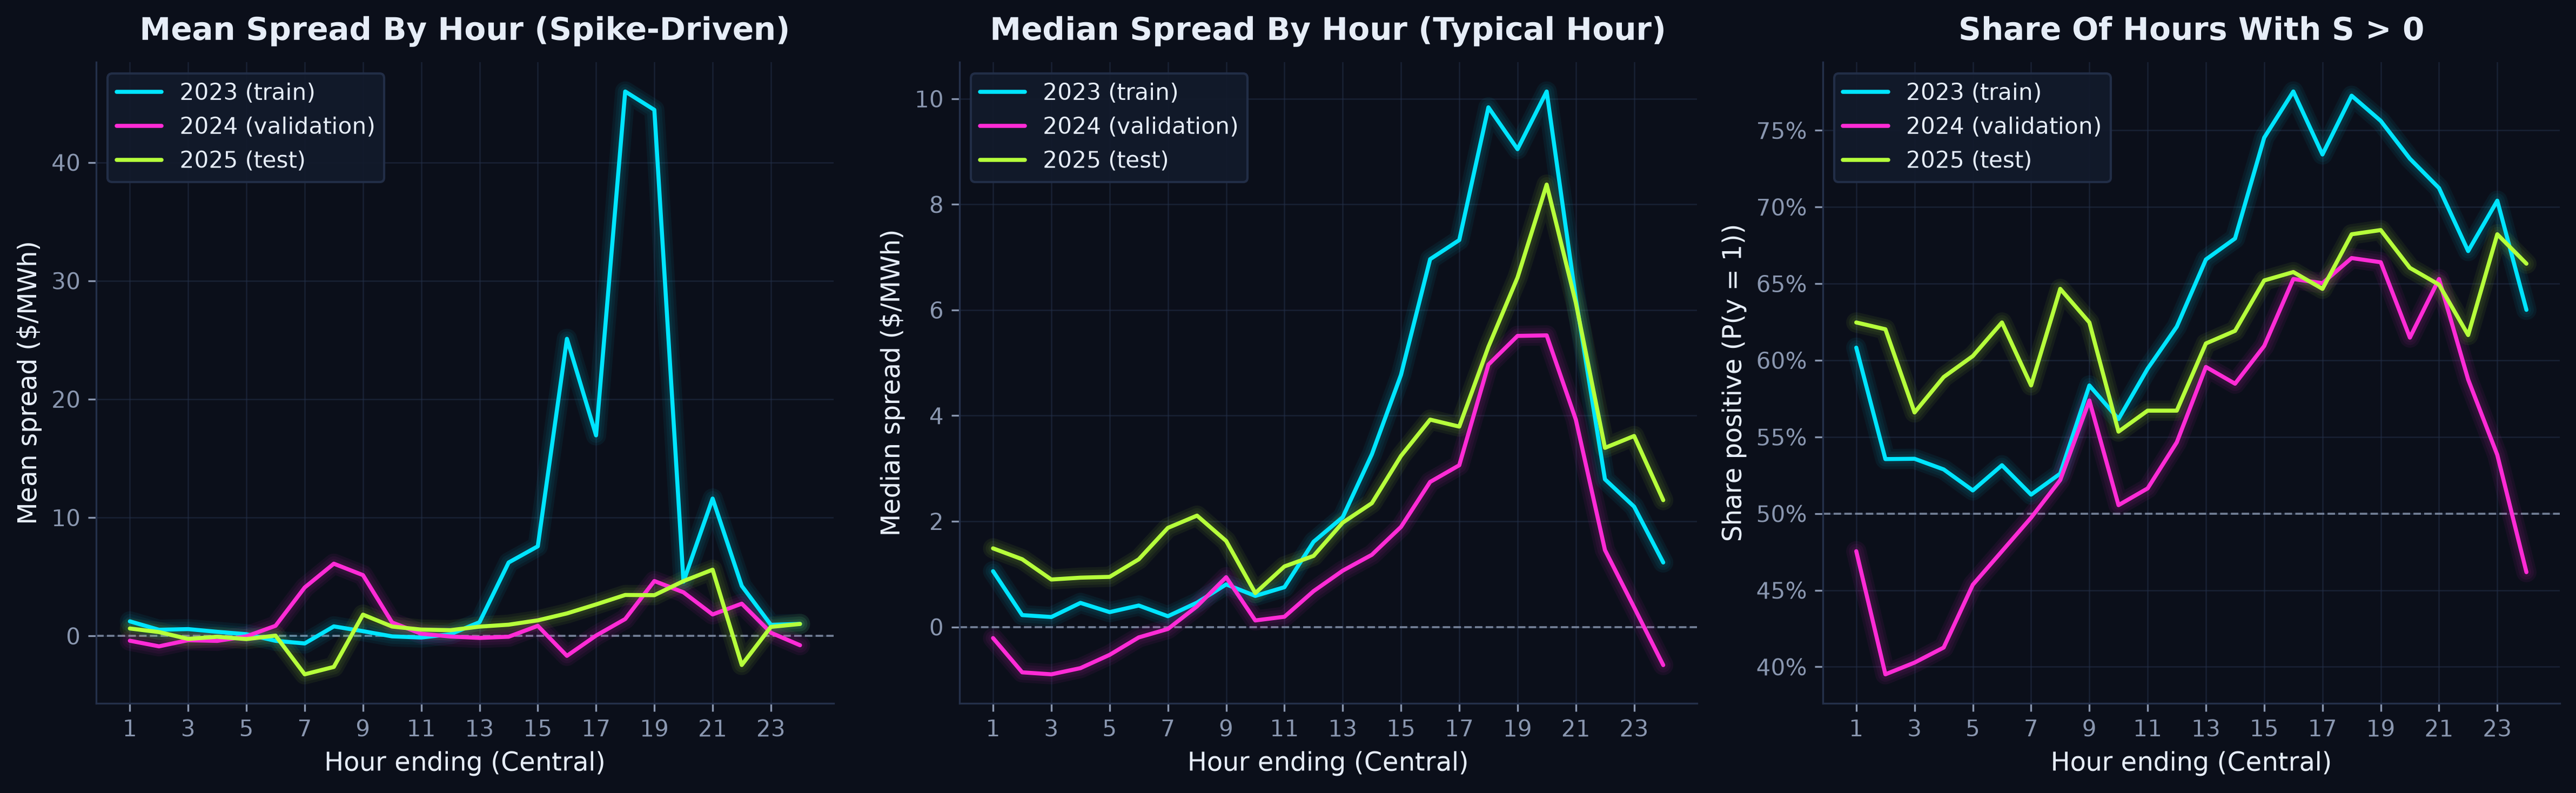 Mean Spread By Hour (Spike-Driven)
2023 (train)
2024 (validation)
2025 (test)
Mean spread ($/MWh)
40
30
20
10
0
1 3 5 7 9 11 13 15 17 19 21 23
Hour ending (Central)
Median Spread By Hour (Typical Hour)
2023 (train)
2024 (validation)
2025 (test)
Median spread ($/MWh)
10
8
6
4
2
0
1 3 5 7 9 11 13 15 17 19 21 23
Hour ending (Central)
Share Of Hours With S > 0
2023 (train)
2024 (validation)
2025 (test)
Share positive (P(y = 1))
75%
70%
65%
60%
55%
50%
45%
40%
1 3 5 7 9 11 13 15 17 19 21 23
Hour ending (Central)